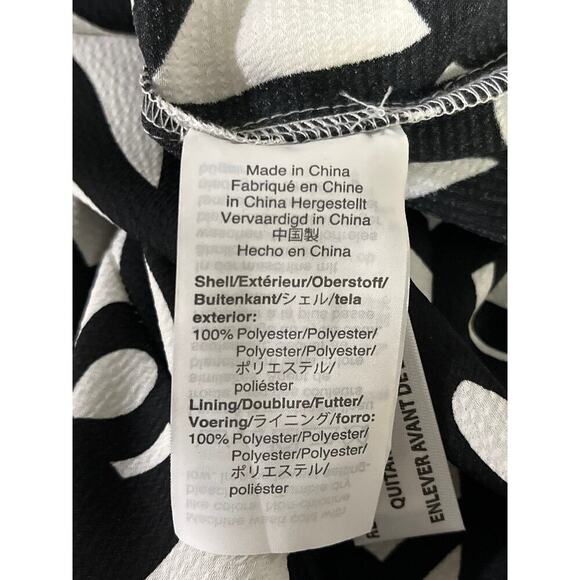 Made in China
Fabriqué en Chine
in China Hergestellt
Vervaardigd in China
中国製
Hecho en China
Shell/Extérieur/Oberstoff/
Buitenkant/シェル/tela
exterior:
100% Polyester/Polyester/
Polyester/Polyester/
ポリエステル/
poliéster
Lining/Doublure/Futter/
Voering/ライニング/forro:
100% Polyester/Polyester/
Polyester/Polyester/
ポリエステル/
poliéster
QUITA
ENLEVER AVANT DE